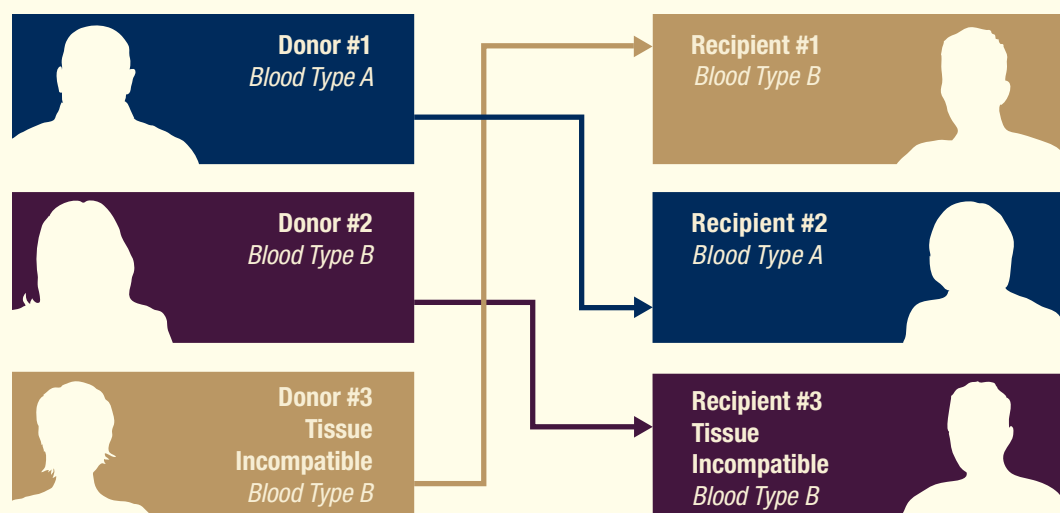 Donor #1
Blood Type A
Recipient #1
Blood Type B
Donor #2
Blood Type B
Recipient #2
Blood Type A
Donor #3
Tissue
Incompatible
Blood Type B
Recipient #3
Tissue
Incompatible
Blood Type B